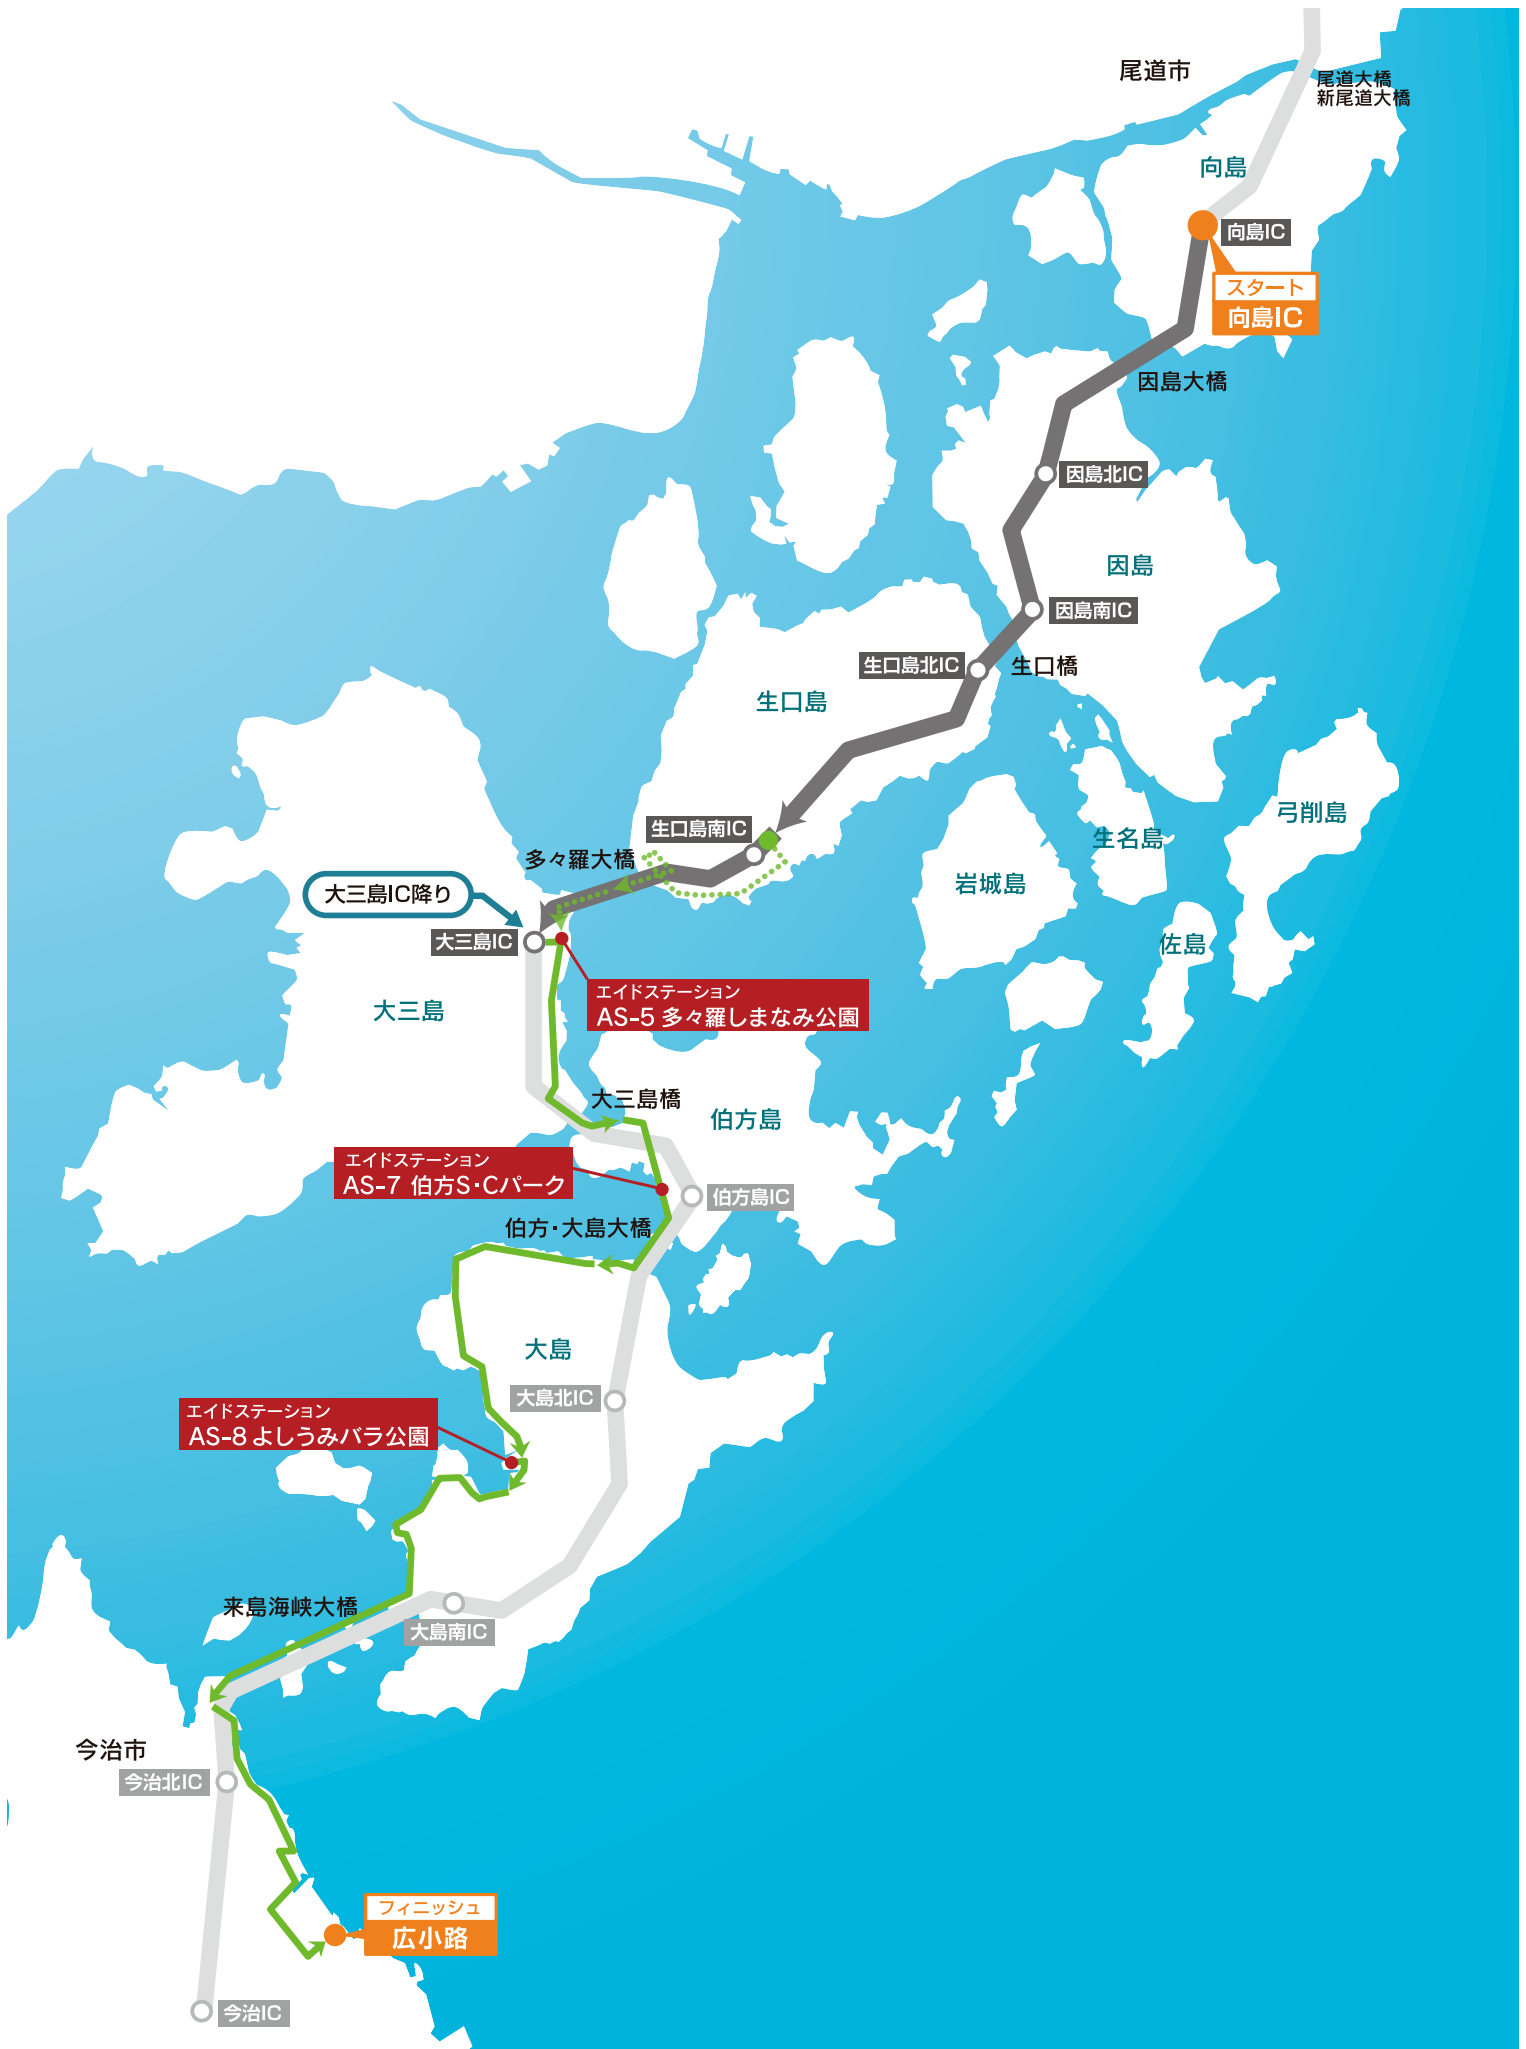 尾道市
尾道大橋
新尾道大橋
向島
向島IC
スタート
向島IC
因島大橋
因島北IC
因島
因島南IC
生口島北IC
生口橋
生口島
弓削島
生口島南IC
生名島
多々羅大橋
岩城島
大三島IC降り
大三島IC
佐島
エイドステーション
AS-5 多々羅しまなみ公園
大三島
大三島橋
伯方島
エイドステーション
AS-7 伯方S・Cパーク
伯方島IC
伯方・大島大橋
大島
大島北IC
エイドステーション
AS-8 よしうみバラ公園
来島海峡大橋
大島南IC
今治市
今治北IC
フィニッシュ
広小路
今治IC